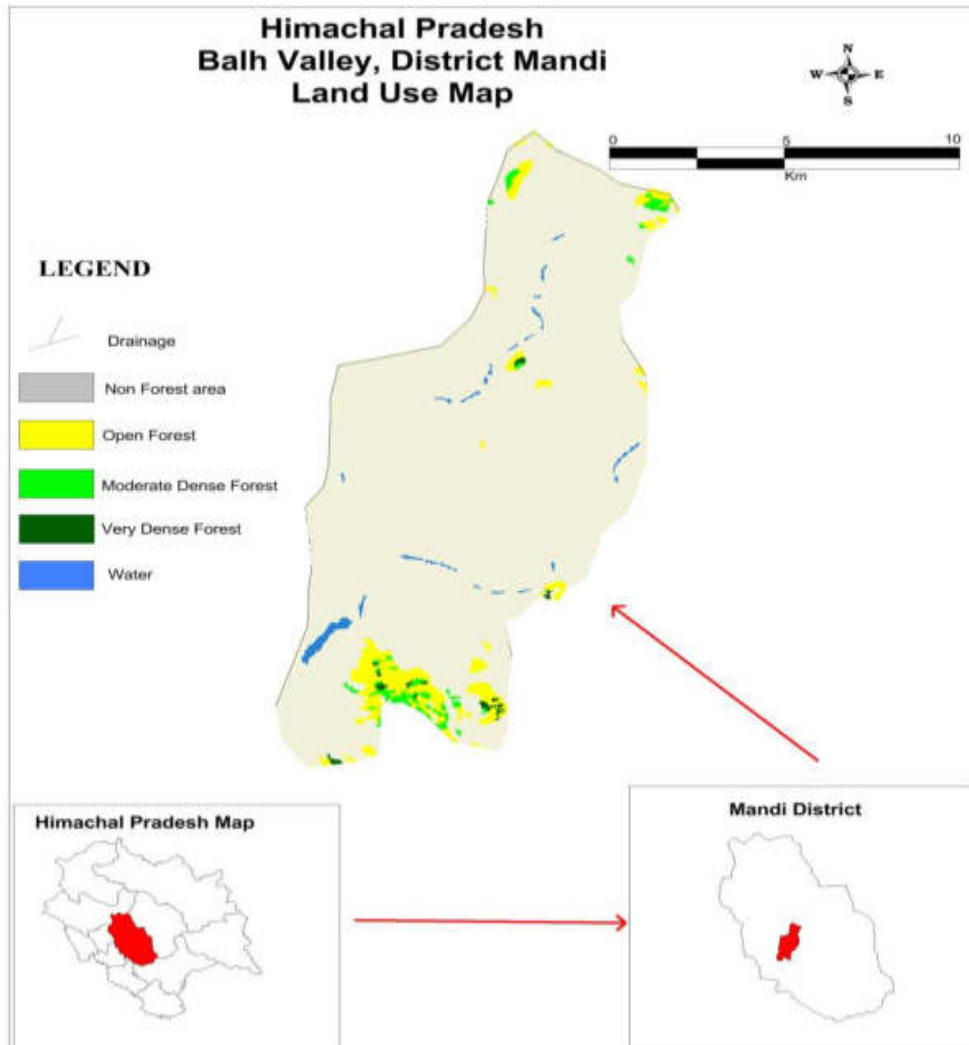 Himachal Pradesh
Balh Valley, District Mandi
Land Use Map
N
W E
S
0 5 10
Km
LEGEND
Drainage
Non Forest area
Open Forest
Moderate Dense Forest
Very Dense Forest
Water
Himachal Pradesh Map
Mandi District